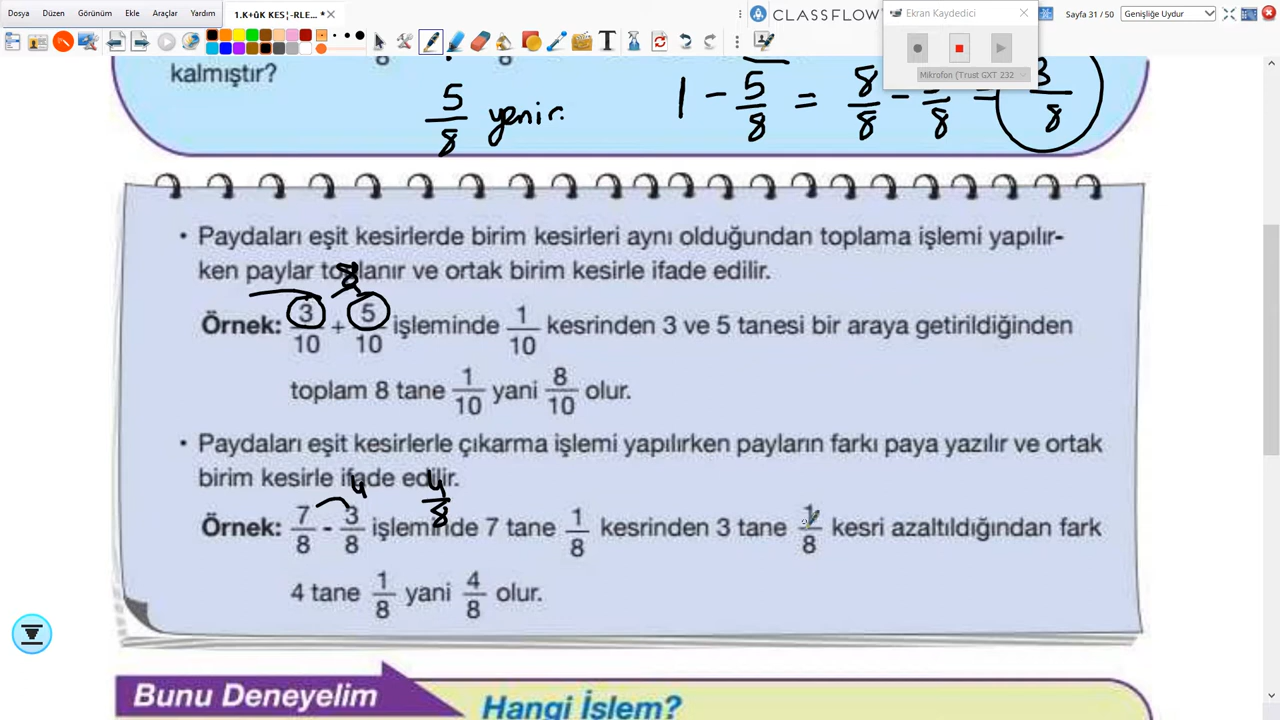 Dosya Düzen Görünüm Ekle Araçlar Yardım
1.K+ûK KES¦-RLE... *
CLASSFLOW
Ekran Kaydedici
Mikrofon (Trust GXT 232
Sayfa 31 / 50
Genişliğe Uydur
kalmıştır?
5/8 yenir.
1 - 5/8 = 8/8 - 5/8 = 3/8
• Paydaları eşit kesirlerde birim kesirleri aynı olduğundan toplama işlemi yapılır-
ken paylar toplanır ve ortak birim kesirle ifade edilir.
8
Örnek: 3/10 + 5/10 işleminde 1/10 kesrinden 3 ve 5 tanesi bir araya getirildiğinden
toplam 8 tane 1/10 yani 8/10 olur.
• Paydaları eşit kesirlerle çıkarma işlemi yapılırken payların farkı paya yazılır ve ortak
birim kesirle ifade edilir.
4 4/8
Örnek: 7/8 - 3/8 işleminde 7 tane 1/8 kesrinden 3 tane 1/8 kesri azaltıldığından fark
4 tane 1/8 yani 4/8 olur.
Bunu Deneyelim
Hangi İşlem?